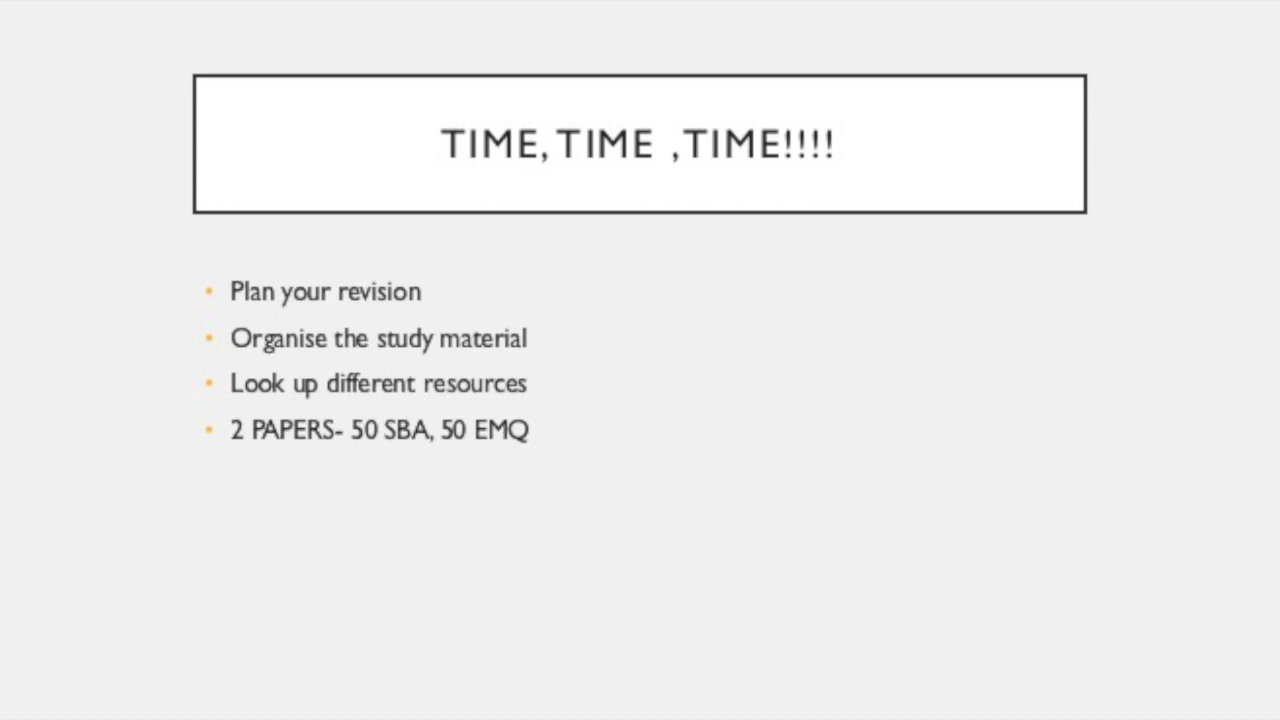 TIME, TIME ,TIME!!!!
• Plan your revision
• Organise the study material
• Look up different resources
• 2 PAPERS- 50 SBA, 50 EMQ